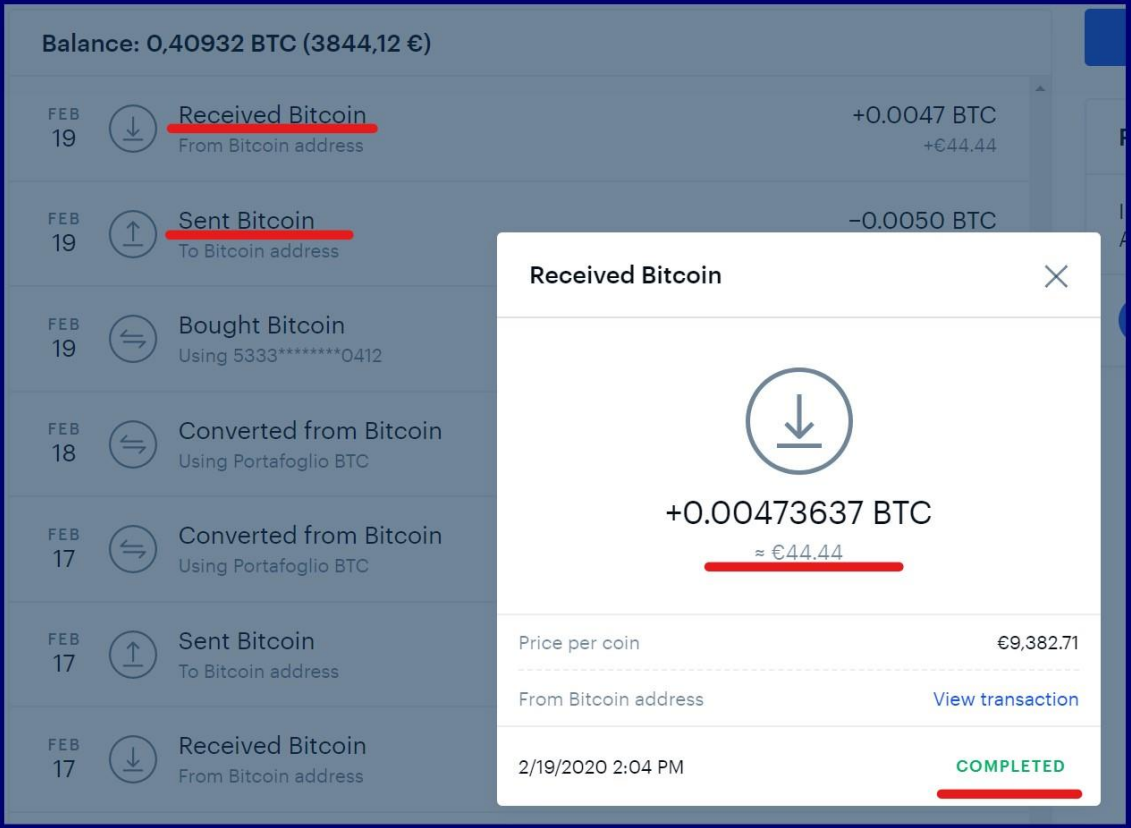 Balance: 0,40932 BTC (3844,12 €)
FEB
19
Received Bitcoin
From Bitcoin address
+0.0047 BTC
+€44.44
FEB
19
Sent Bitcoin
To Bitcoin address
−0.0050 BTC
FEB
19
Bought Bitcoin
Using 5333********0412
FEB
18
Converted from Bitcoin
Using Portafoglio BTC
FEB
17
Converted from Bitcoin
Using Portafoglio BTC
FEB
17
Sent Bitcoin
To Bitcoin address
FEB
17
Received Bitcoin
From Bitcoin address
Received Bitcoin
+0.00473637 BTC
≈ €44.44
Price per coin €9,382.71
From Bitcoin address View transaction
2/19/2020 2:04 PM COMPLETED